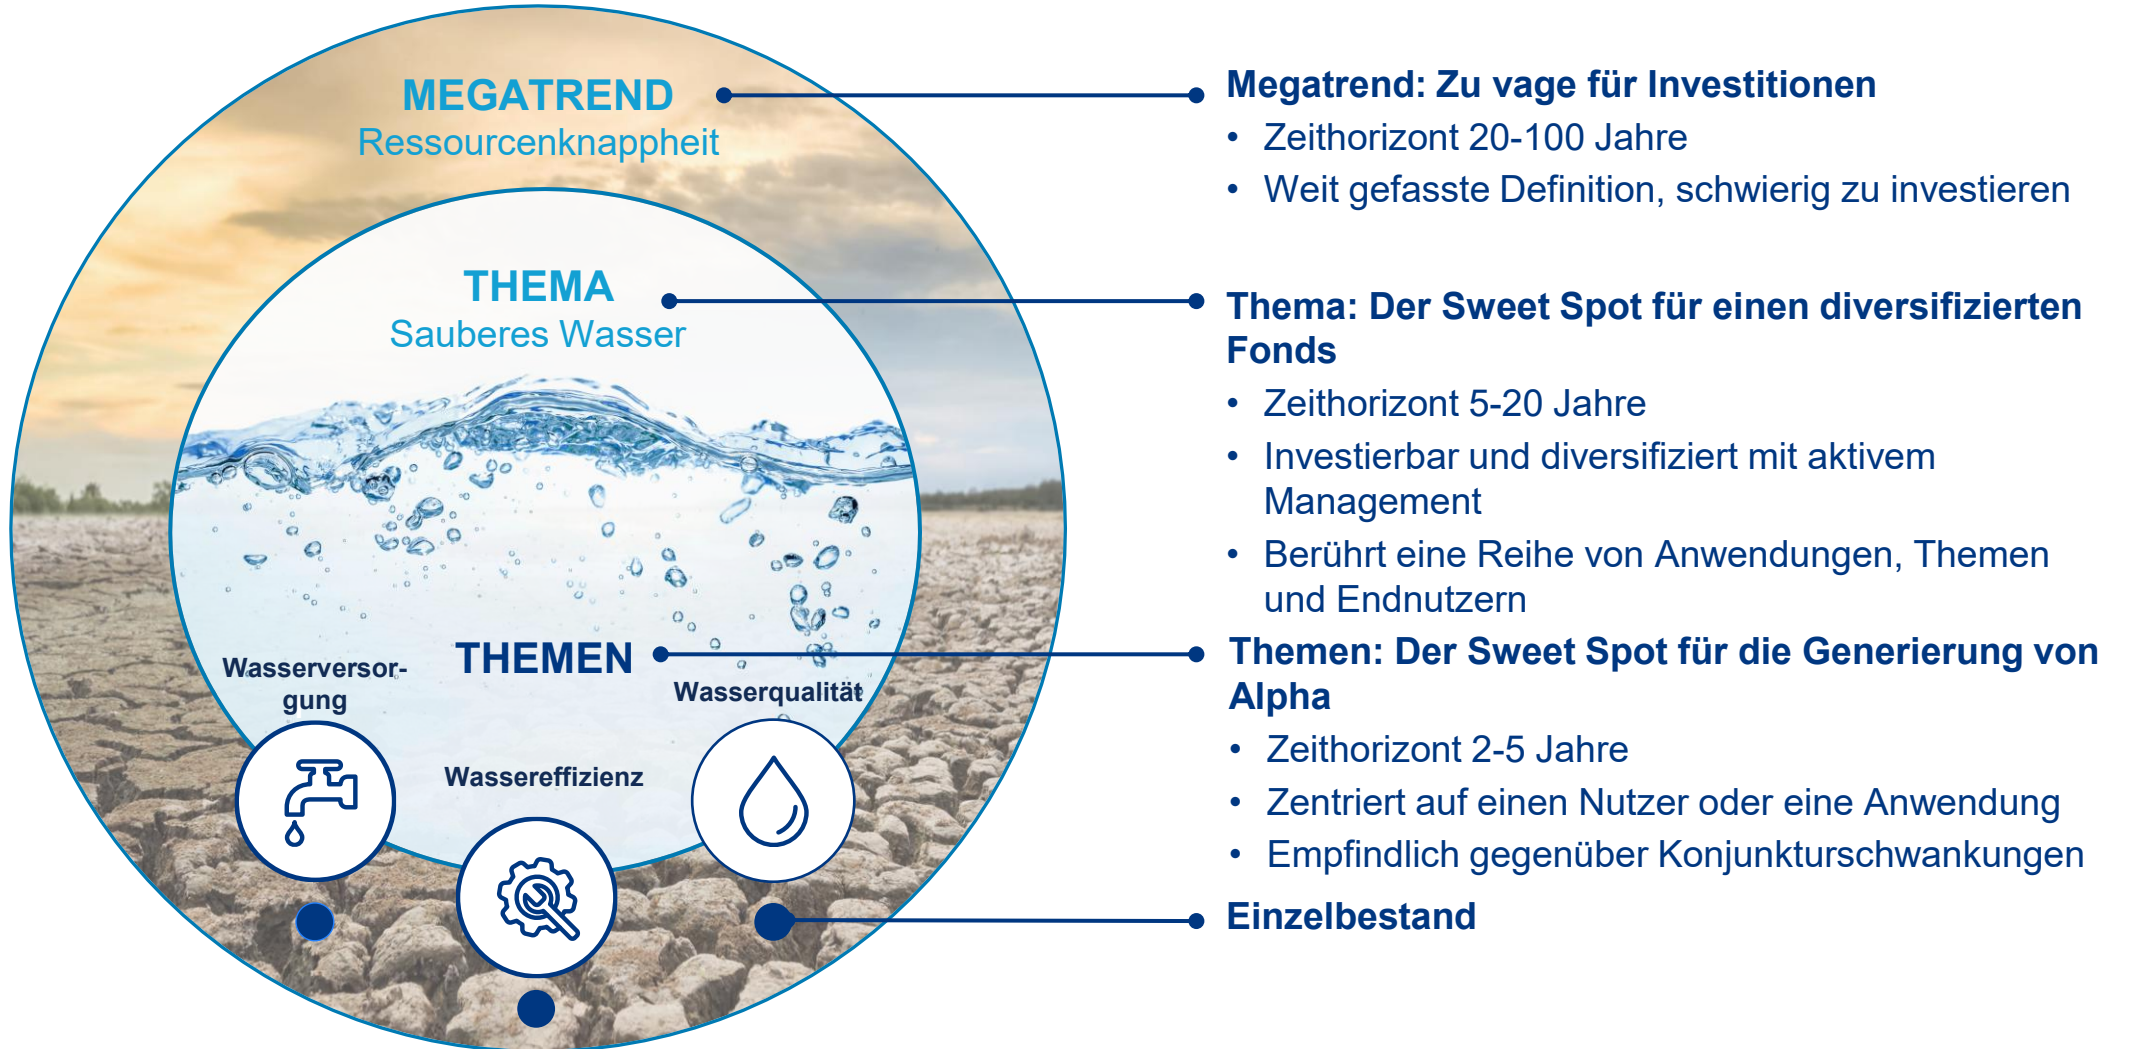 MEGATREND
Ressourcenknappheit
THEMA
Sauberes Wasser
THEMEN
Wasserversor-
gung
Wassereffizienz
Wasserqualität
Megatrend: Zu vage für Investitionen
• Zeithorizont 20-100 Jahre
• Weit gefasste Definition, schwierig zu investieren
Thema: Der Sweet Spot für einen diversifizierten
Fonds
• Zeithorizont 5-20 Jahre
• Investierbar und diversifiziert mit aktivem
Management
• Berührt eine Reihe von Anwendungen, Themen
und Endnutzern
Themen: Der Sweet Spot für die Generierung von
Alpha
• Zeithorizont 2-5 Jahre
• Zentriert auf einen Nutzer oder eine Anwendung
• Empfindlich gegenüber Konjunkturschwankungen
Einzelbestand